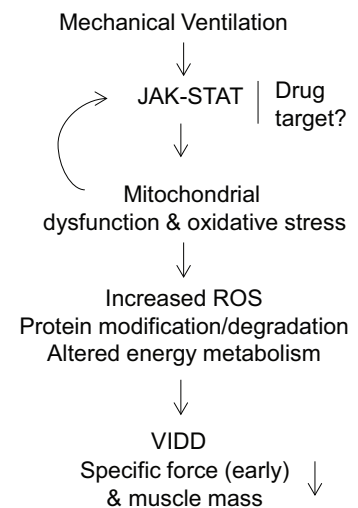 Mechanical Ventilation
JAK-STAT
Drug
target?
Mitochondrial
dysfunction & oxidative stress
Increased ROS
Protein modification/degradation
Altered energy metabolism
VIDD
Specific force (early)
& muscle mass